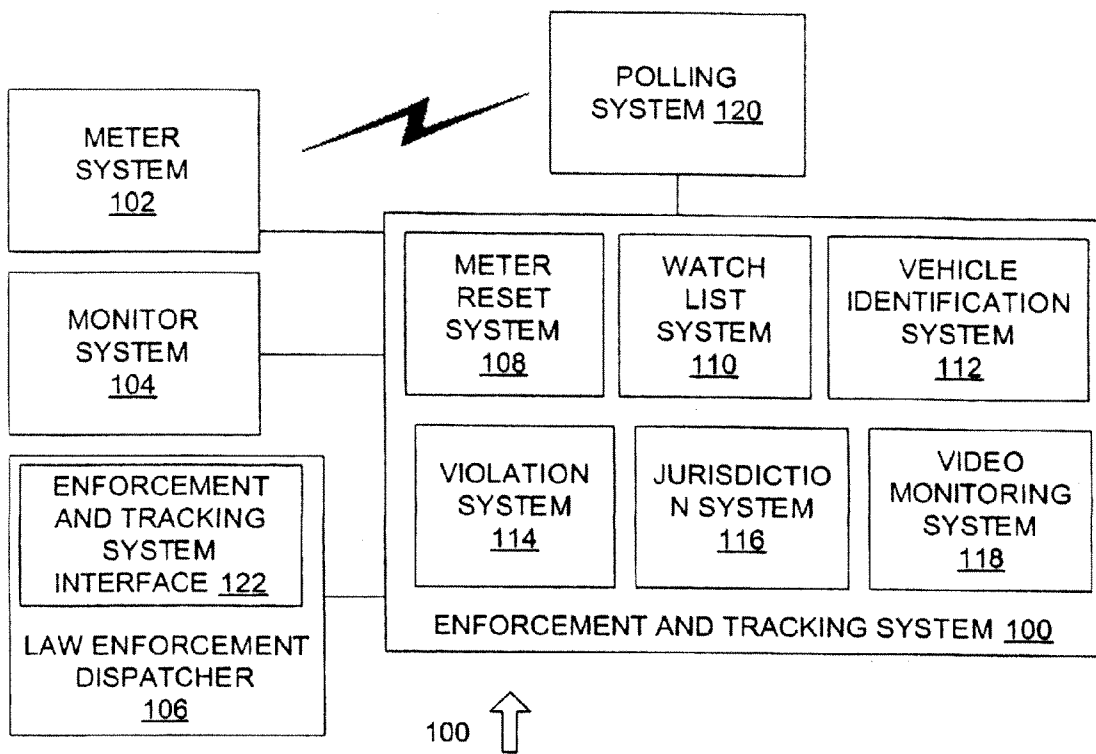 POLLING
SYSTEM 120
METER
SYSTEM
102
METER
RESET
SYSTEM
108
WATCH
LIST
SYSTEM
110
VEHICLE
IDENTIFICATION
SYSTEM
112
MONITOR
SYSTEM
104
VIOLATION
SYSTEM
114
JURISDICTIO
N SYSTEM
116
VIDEO
MONITORING
SYSTEM
118
ENFORCEMENT
AND TRACKING
SYSTEM
INTERFACE 122
LAW ENFORCEMENT
DISPATCHER
106
ENFORCEMENT AND TRACKING SYSTEM 100
100